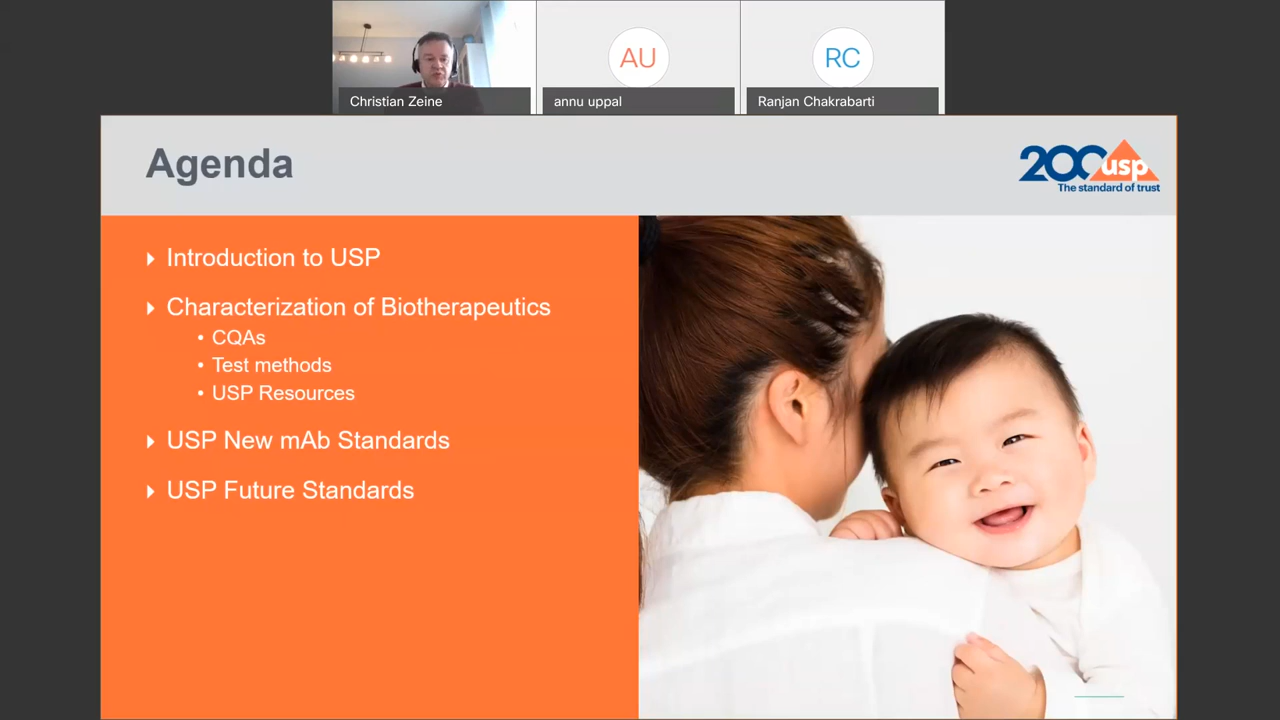 AU
RC
Christian Zeine
annu uppal
Ranjan Chakrabarti
Agenda
200 usp
The standard of trust
Introduction to USP
Characterization of Biotherapeutics
• CQAs
• Test methods
• USP Resources
USP New mAb Standards
USP Future Standards